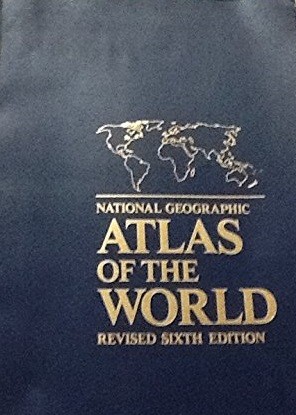 NATIONAL GEOGRAPHIC
ATLAS
OF THE
WORLD
REVISED SIXTH EDITION